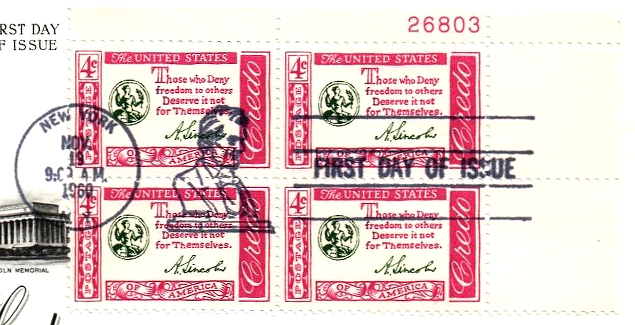 RST DAY
F ISSUE
26803
4¢
The UNITED STATES
POSTAGE
Those who Deny
freedom to others
Deserve it not
for Themselves.
A. Lincoln
OF AMERICA
Credo
4¢
The UNITED STATES
POSTAGE
Those who Deny
freedom to others
Deserve it not
for Themselves.
A. Lincoln
OF AMERICA
Credo
NEW YORK
NOV.
19
A.M.
1960
FIRST DAY OF ISSUE
4¢
The UNITED STATES
POSTAGE
Those who Deny
freedom to others
Deserve it not
for Themselves.
A. Lincoln
OF AMERICA
Credo
4¢
The UNITED STATES
POSTAGE
Those who Deny
freedom to others
Deserve it not
for Themselves.
A. Lincoln
OF AMERICA
Credo
OLN MEMORIAL